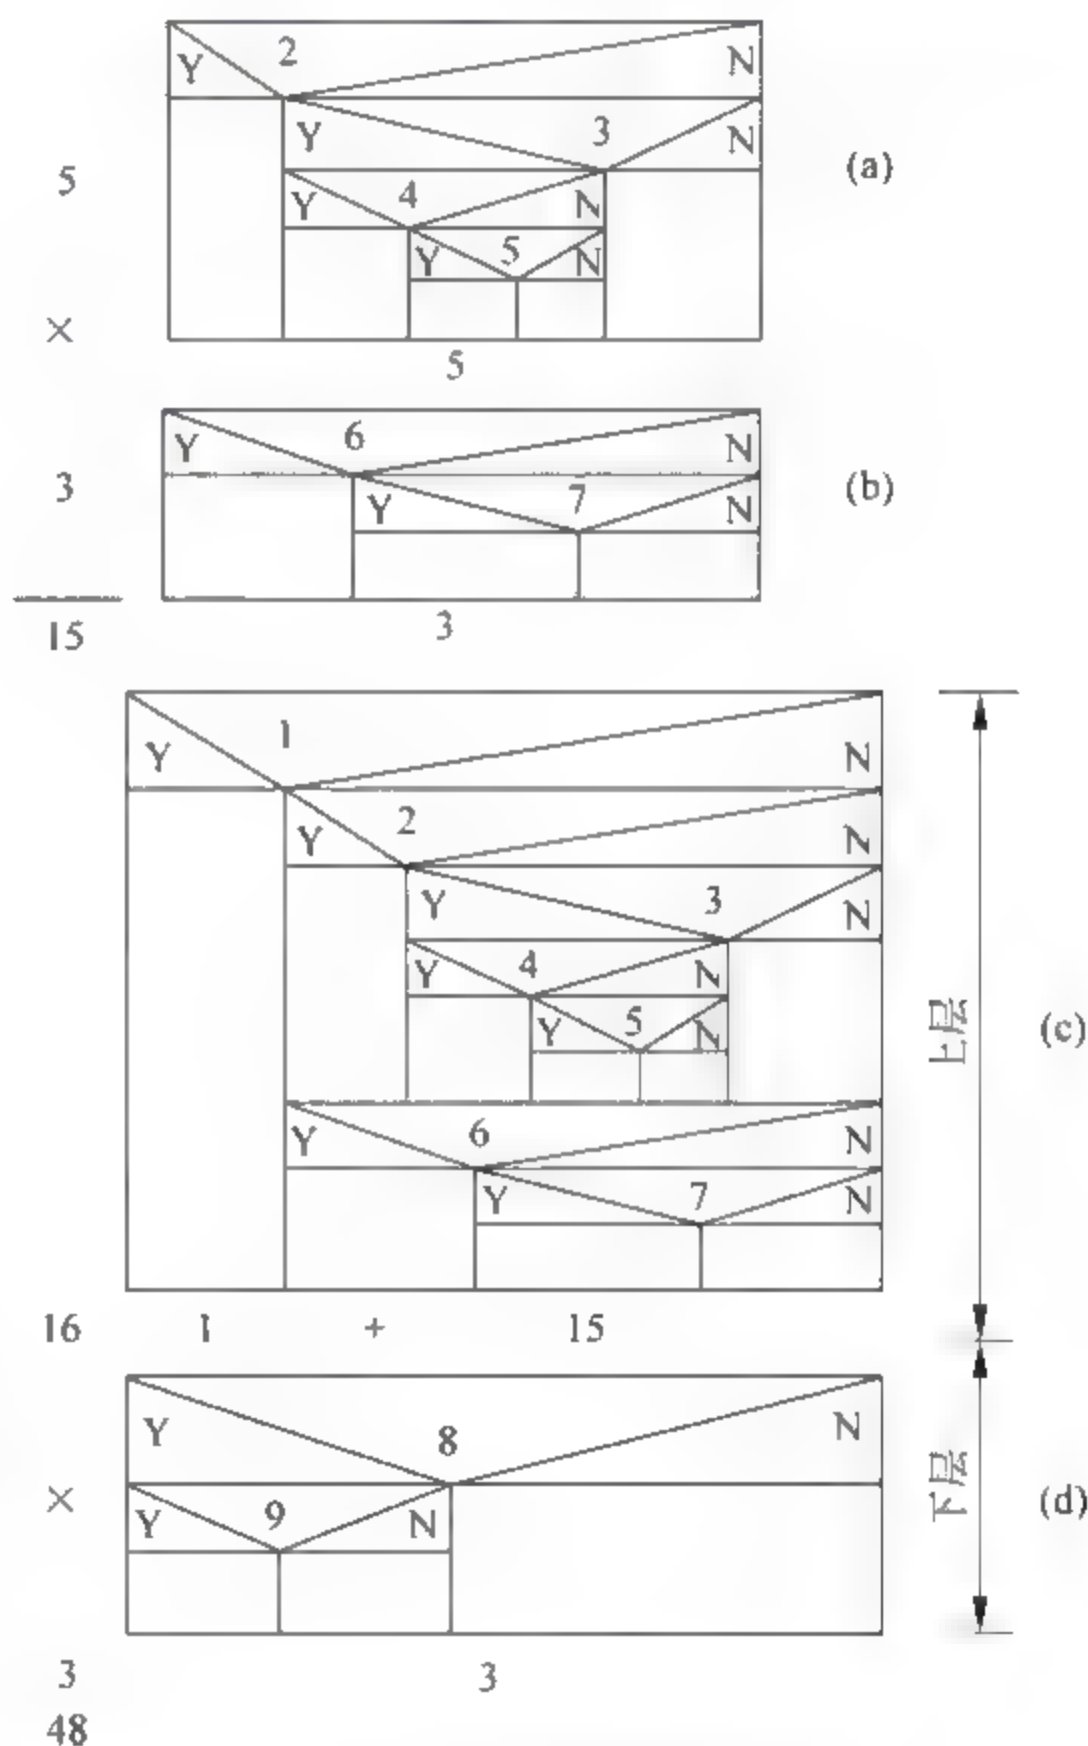 2
Y N
Y 3 N
5 (a)
Y 4 N
Y 5 N
×
5
Y 6 N
3 (b)
Y 7 N
15 3
Y 1 N
Y 2 N
Y 3 N
Y 4 N
Y 5 N
上层 (c)
Y 6 N
Y 7 N
16 1 + 15
Y 8 N
× Y 9 N 下层 (d)
3 3
48